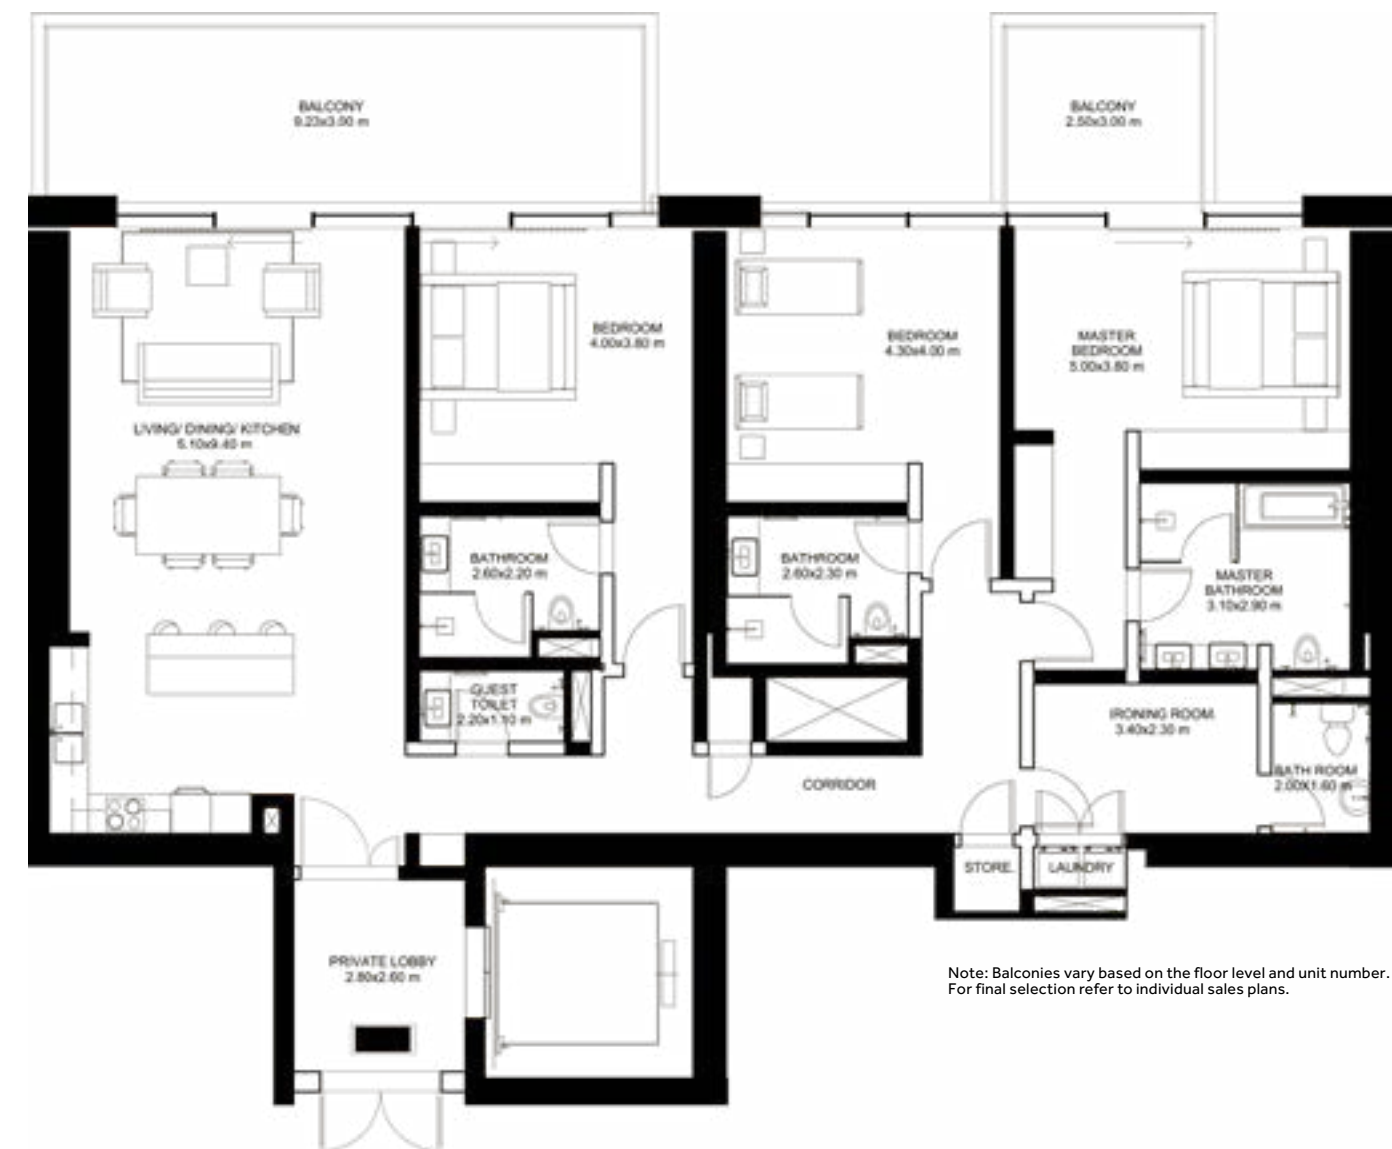 BALCONY
9.23x3.00 m
BALCONY
2.50x3.00 m
BEDROOM
4.00x3.80 m
BEDROOM
4.30x4.00 m
MASTER
BEDROOM
5.00x3.80 m
LIVING/ DINING/ KITCHEN
5.10x9.40 m
BATHROOM
2.60x2.20 m
BATHROOM
2.60x2.30 m
MASTER
BATHROOM
3.10x2.90 m
GUEST
TOILET
2.20x1.10 m
IRONING ROOM
3.40x2.30 m
BATH ROOM
2.00X1.60 m
CORRIDOR
STORE
LAUNDRY
PRIVATE LOBBY
2.80x2.60 m
Note: Balconies vary based on the floor level and unit number.
For final selection refer to individual sales plans.